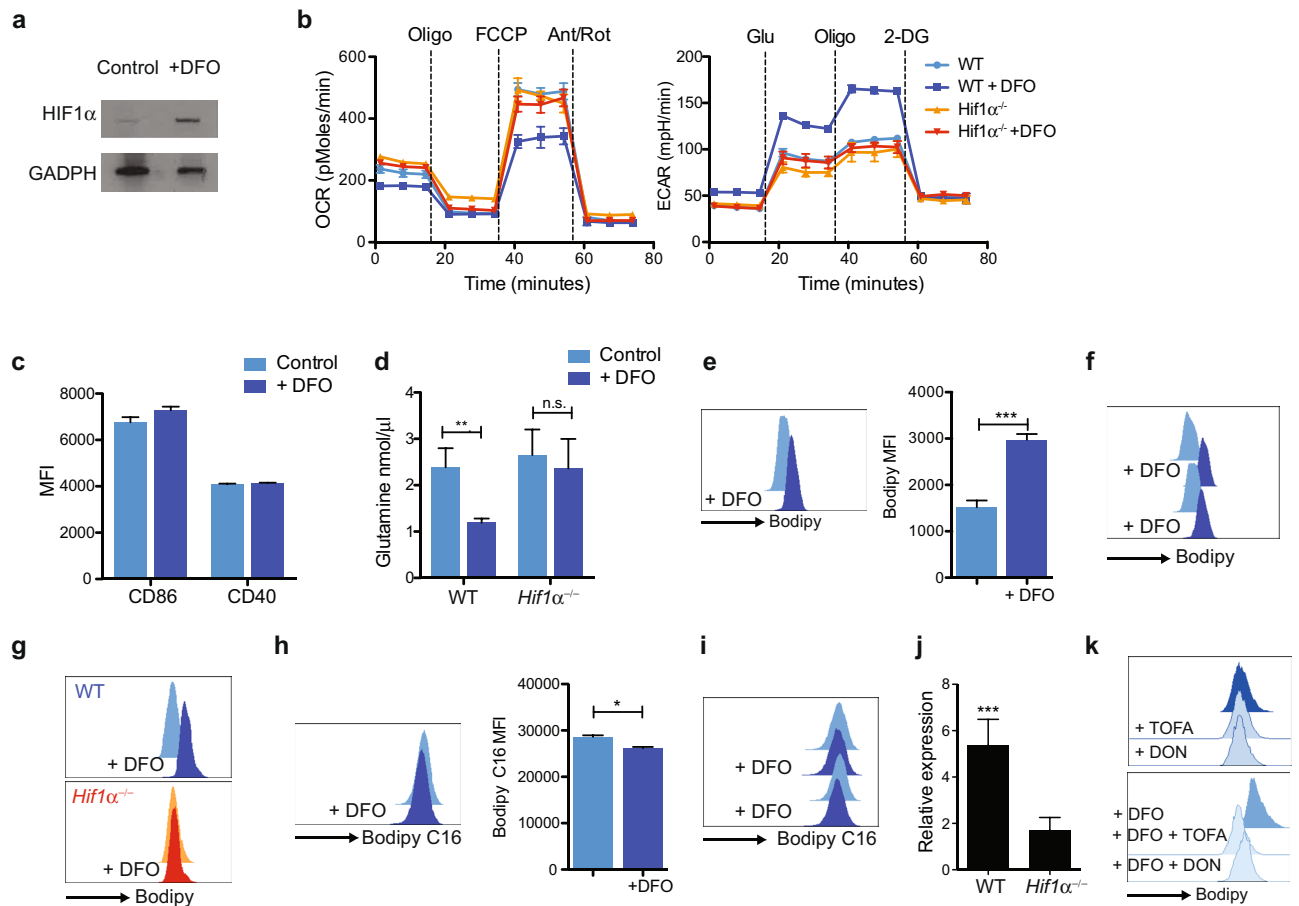 a
Control +DFO
HIF1α
GADPH
b
Oligo FCCP Ant/Rot
600
400
200
0
OCR (pMoles/min)
0 20 40 60 80
Time (minutes)
Glu Oligo 2-DG
200
150
100
50
0
ECAR (mpH/min)
0 20 40 60 80
Time (minutes)
WT
WT + DFO
Hif1α-/-
Hif1α-/- +DFO
c
Control
+ DFO
8000
6000
4000
2000
0
MFI
CD86 CD40
d
Control
+ DFO
4
3
2
1
0
Glutamine nmol/μl
**
n.s.
WT Hif1α–/–
e
+ DFO
Bodipy
4000
3000
2000
1000
0
Bodipy MFI
***
+ DFO
f
+ DFO
+ DFO
Bodipy
g
WT
+ DFO
Hif1α–/–
+ DFO
Bodipy
h
+ DFO
Bodipy C16
40000
30000
20000
10000
0
Bodipy C16 MFI
*
+DFO
i
+ DFO
+ DFO
Bodipy C16
j
8
6
4
2
0
Relative expression
***
WT Hif1α–/–
k
+ TOFA
+ DON
+ DFO
+ DFO + TOFA
+ DFO + DON
Bodipy